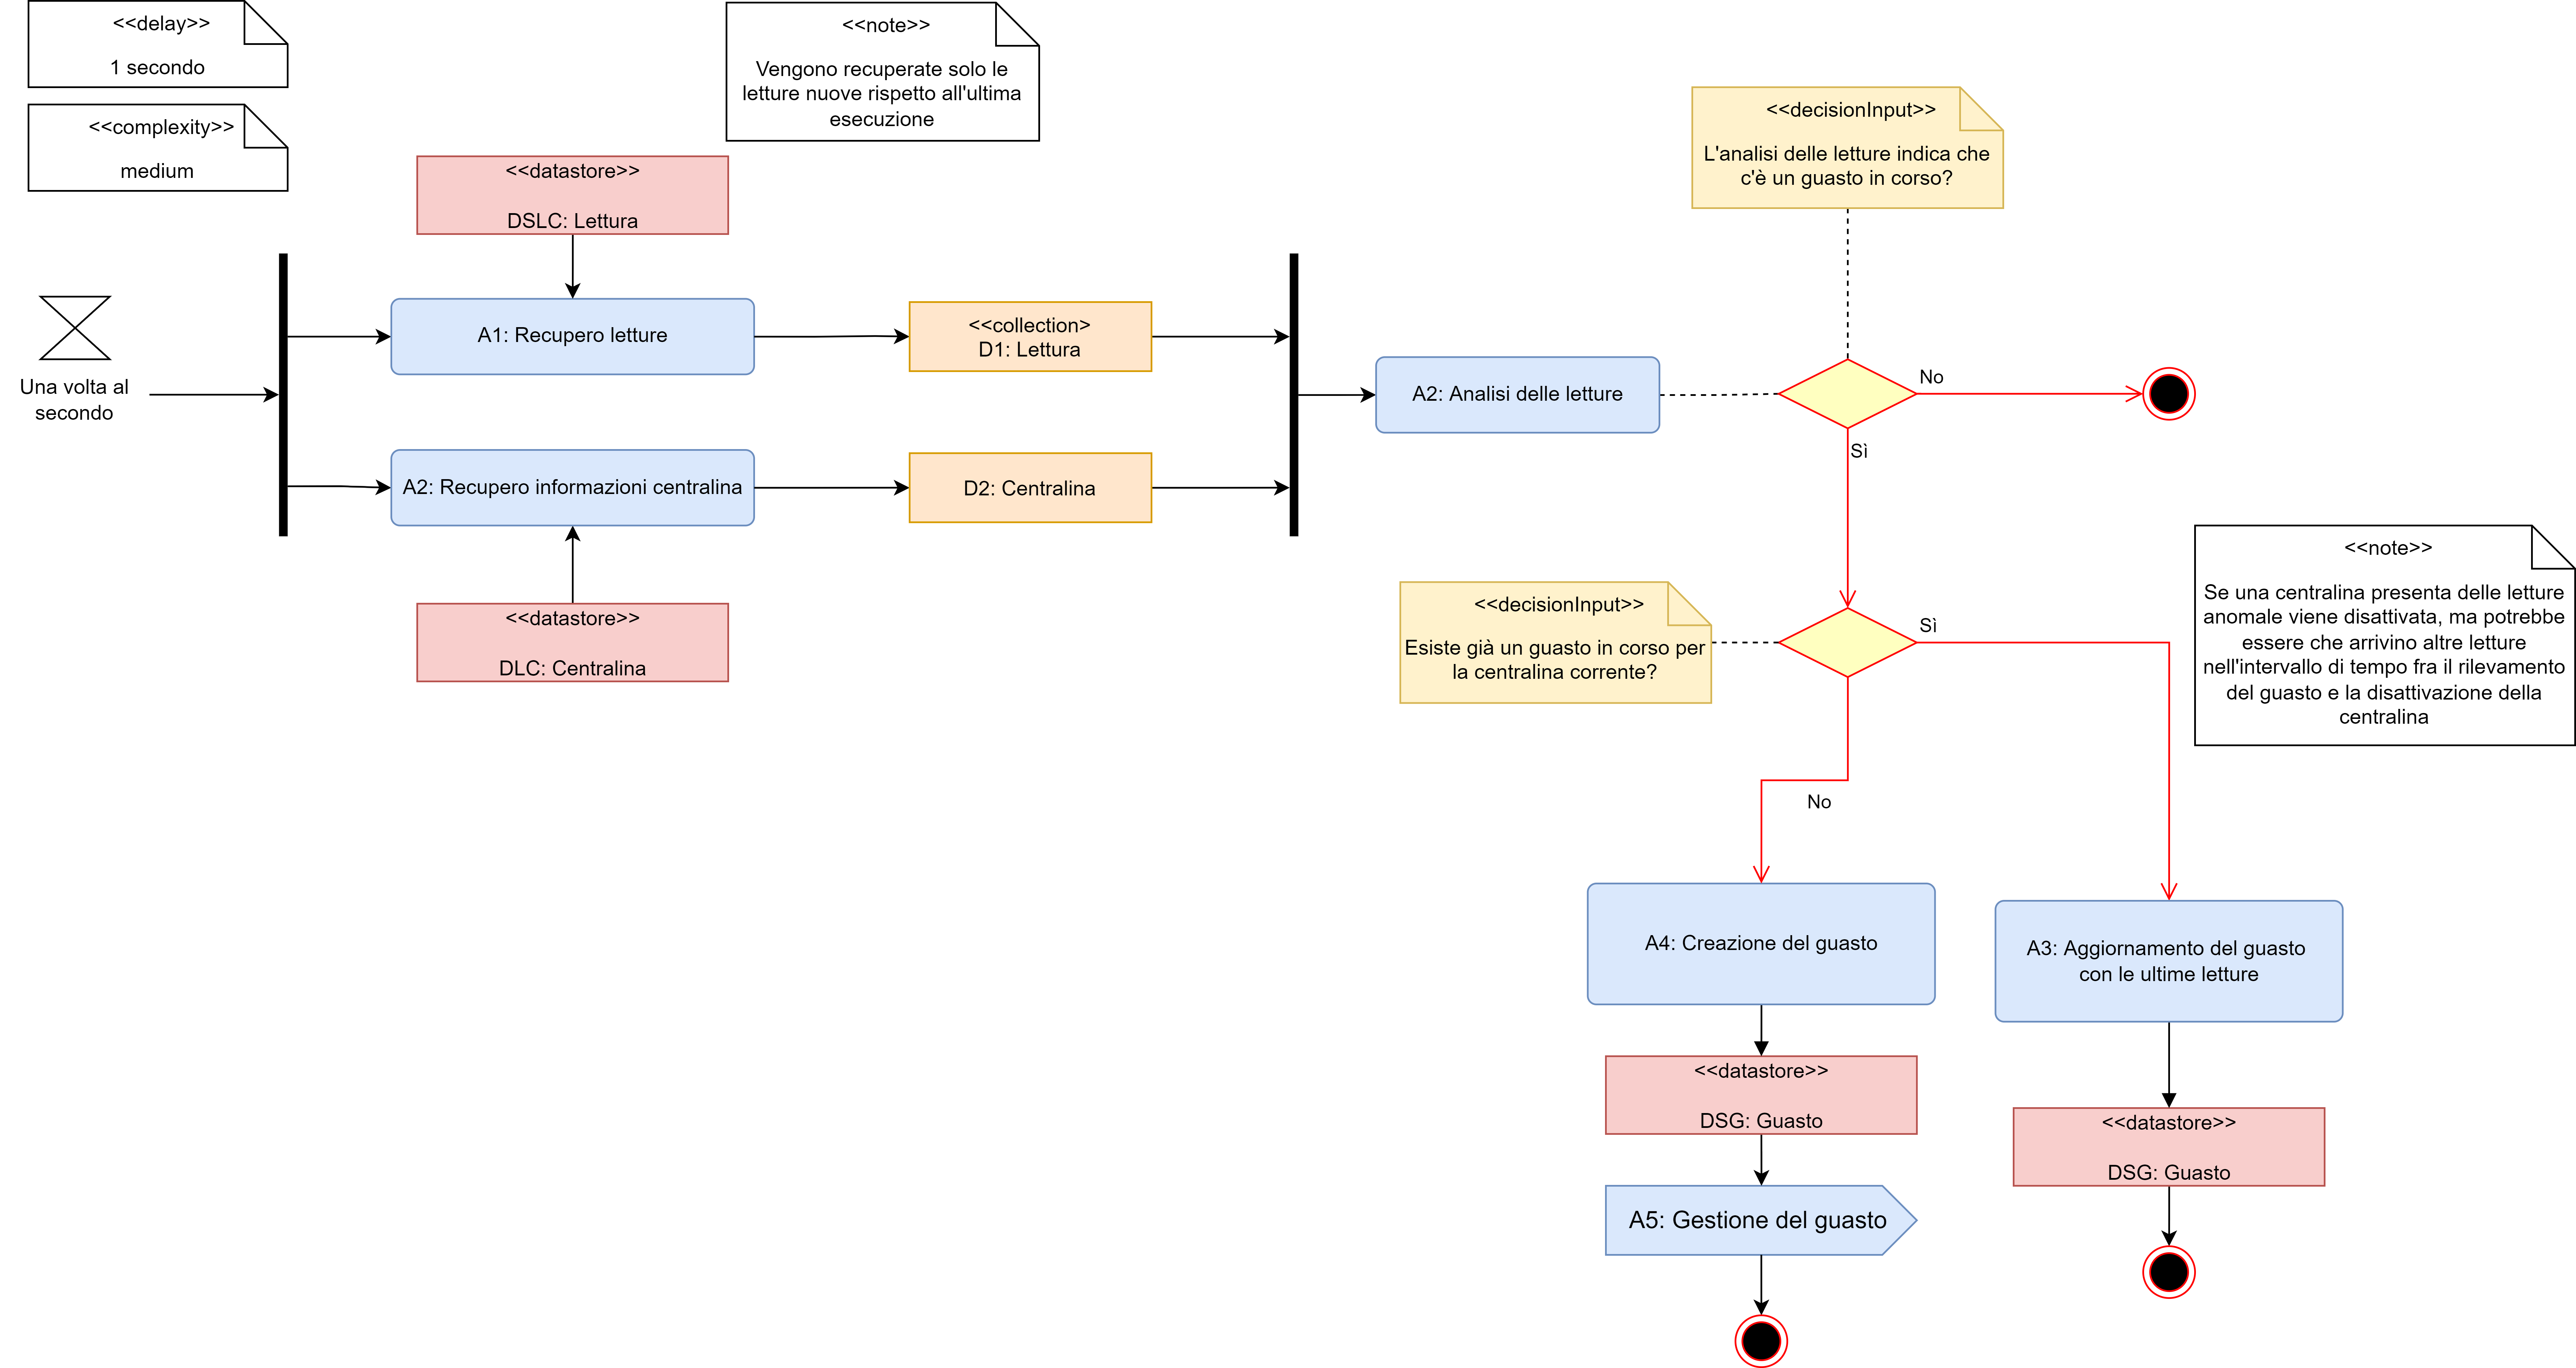 <<delay>>
1 secondo
<<complexity>>
medium
<<note>>
Vengono recuperate solo le
letture nuove rispetto all'ultima
esecuzione
<<datastore>>
DSLC: Lettura
Una volta al
secondo
A1: Recupero letture
<<collection>
D1: Lettura
A2: Recupero informazioni centralina
D2: Centralina
<<datastore>>
DLC: Centralina
A2: Analisi delle letture
<<decisionInput>>
L'analisi delle letture indica che
c'è un guasto in corso?
No
Sì
<<decisionInput>>
Esiste già un guasto in corso per
la centralina corrente?
Sì
No
<<note>>
Se una centralina presenta delle letture
anomale viene disattivata, ma potrebbe
essere che arrivino altre letture
nell'intervallo di tempo fra il rilevamento
del guasto e la disattivazione della
centralina
A4: Creazione del guasto
<<datastore>>
DSG: Guasto
A5: Gestione del guasto
A3: Aggiornamento del guasto
con le ultime letture
<<datastore>>
DSG: Guasto